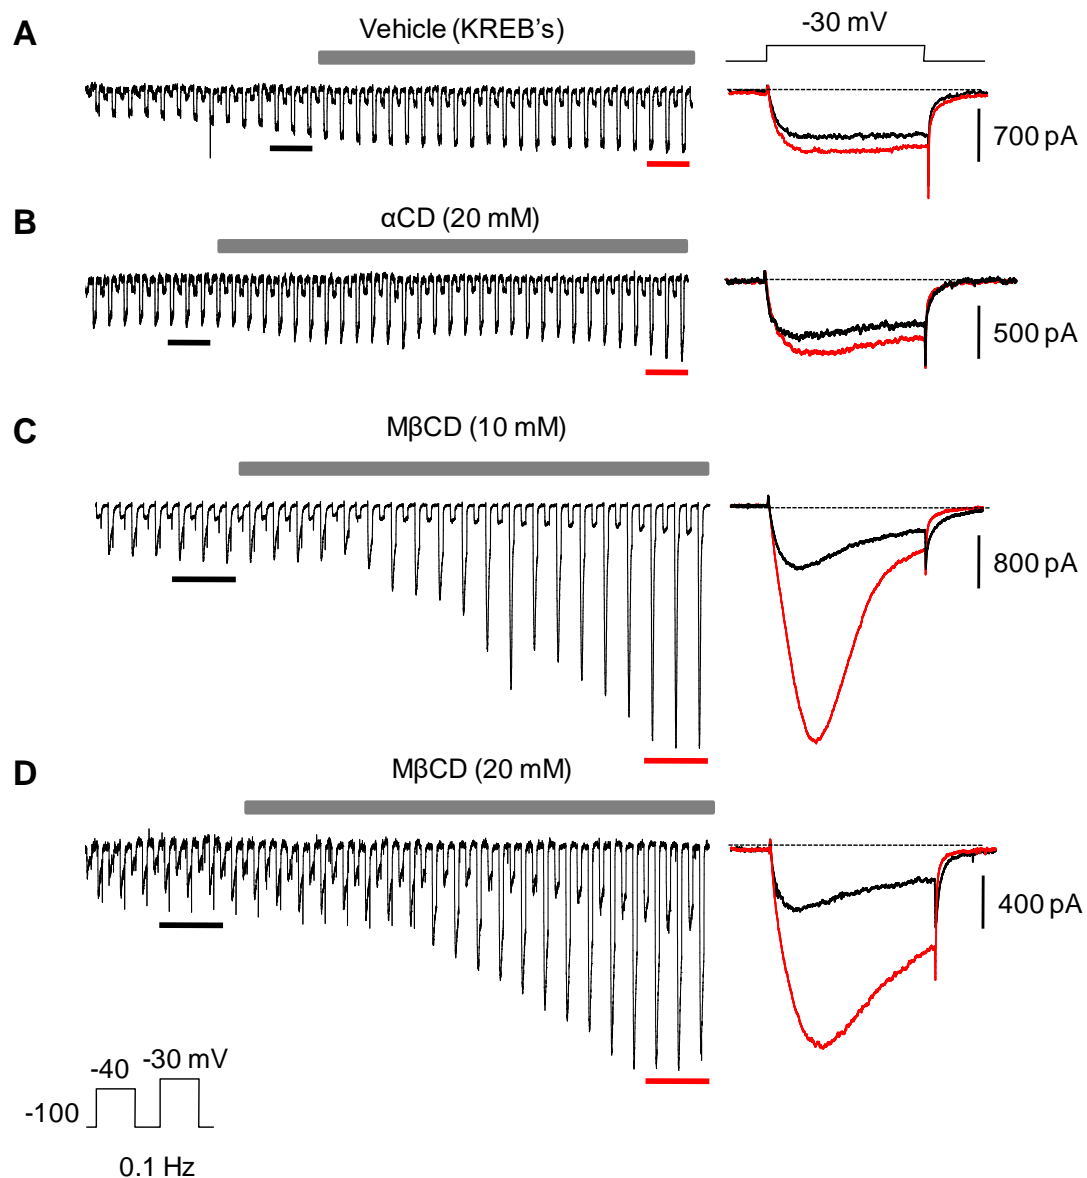 A
Vehicle (KREB's)
-30 mV
700 pA
B
αCD (20 mM)
500 pA
C
MβCD (10 mM)
800 pA
D
MβCD (20 mM)
400 pA
-40
-30 mV
-100
0.1 Hz